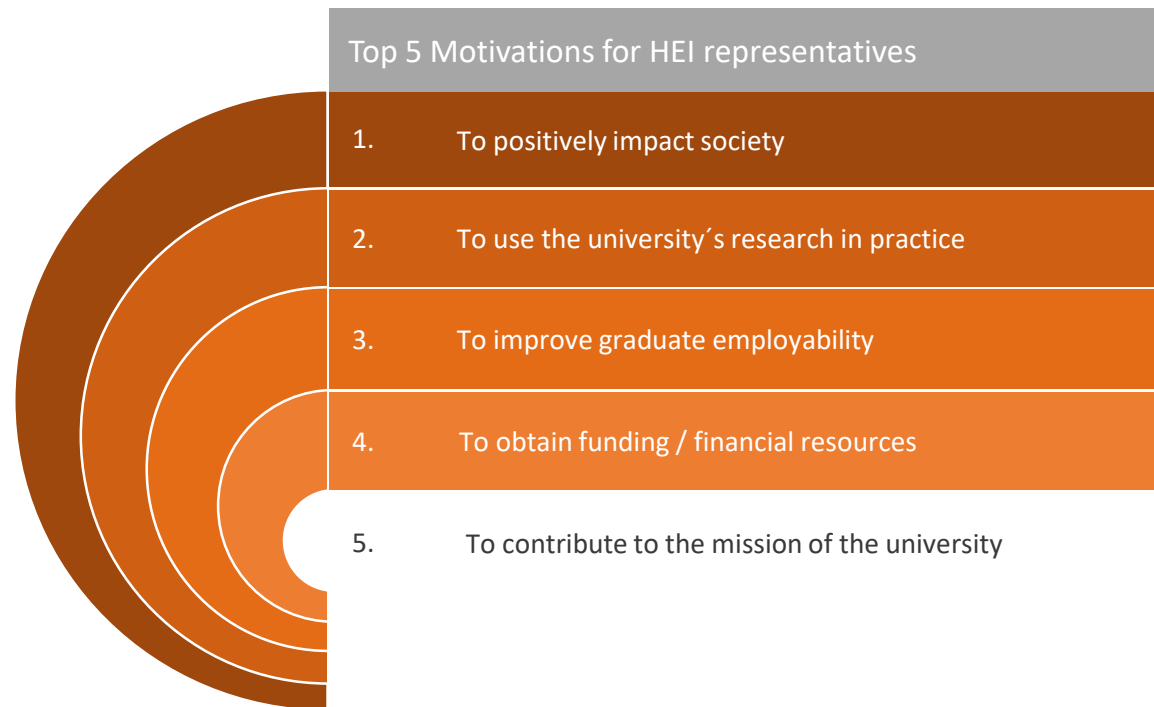 Top 5 Motivations for HEI representatives
1. To positively impact society
2. To use the university´s research in practice
3. To improve graduate employability
4. To obtain funding / financial resources
5. To contribute to the mission of the university